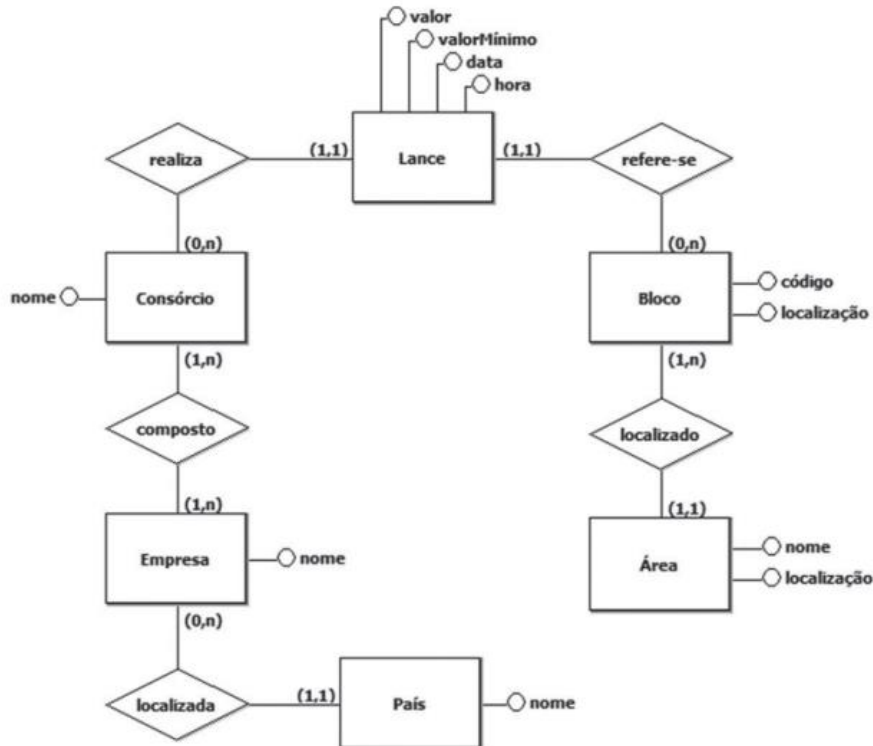 valor
valorMínimo
data
hora
realiza
(1,1)
Lance
(1,1)
refere-se
(0,n)
(0,n)
nome
Consórcio
Bloco
código
localização
(1,n)
(1,n)
composto
localizado
(1,n)
(1,1)
Empresa
nome
Área
nome
localização
(0,n)
localizada
(1,1)
País
nome